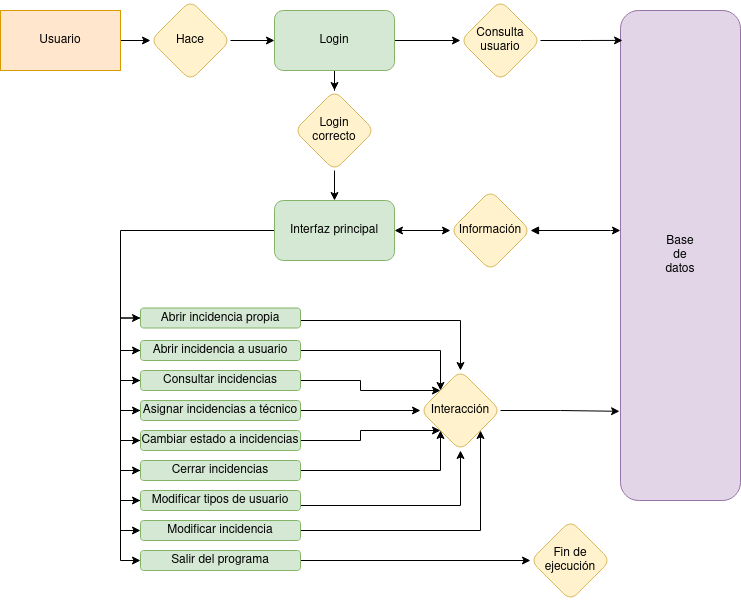 Usuario
Hace
Login
Consulta
usuario
Login
correcto
Interfaz principal
Información
Base
de
datos
Abrir incidencia propia
Abrir incidencia a usuario
Consultar incidencias
Asignar incidencias a técnico
Interacción
Cambiar estado a incidencias
Cerrar incidencias
Modificar tipos de usuario
Modificar incidencia
Salir del programa
Fin de
ejecución